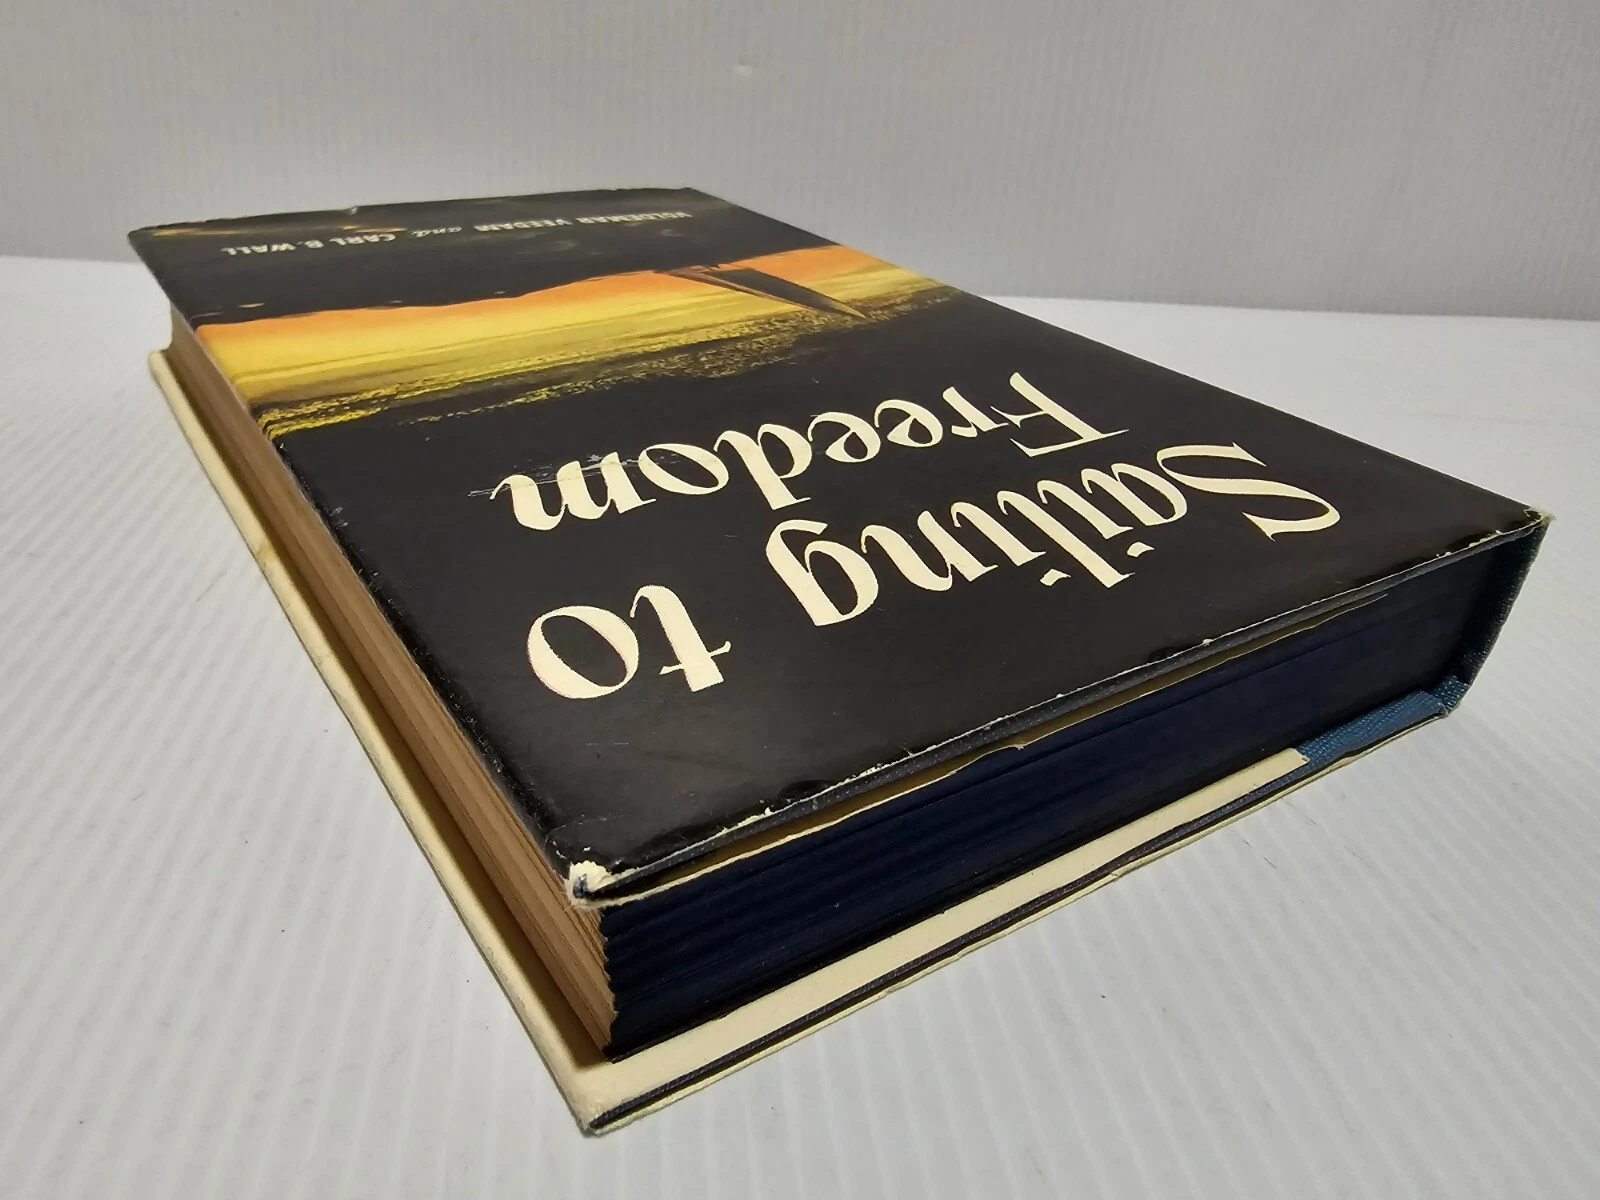 Sailing to
Freedom
VOLDEMAR VEEDAM and CARL B. WALL